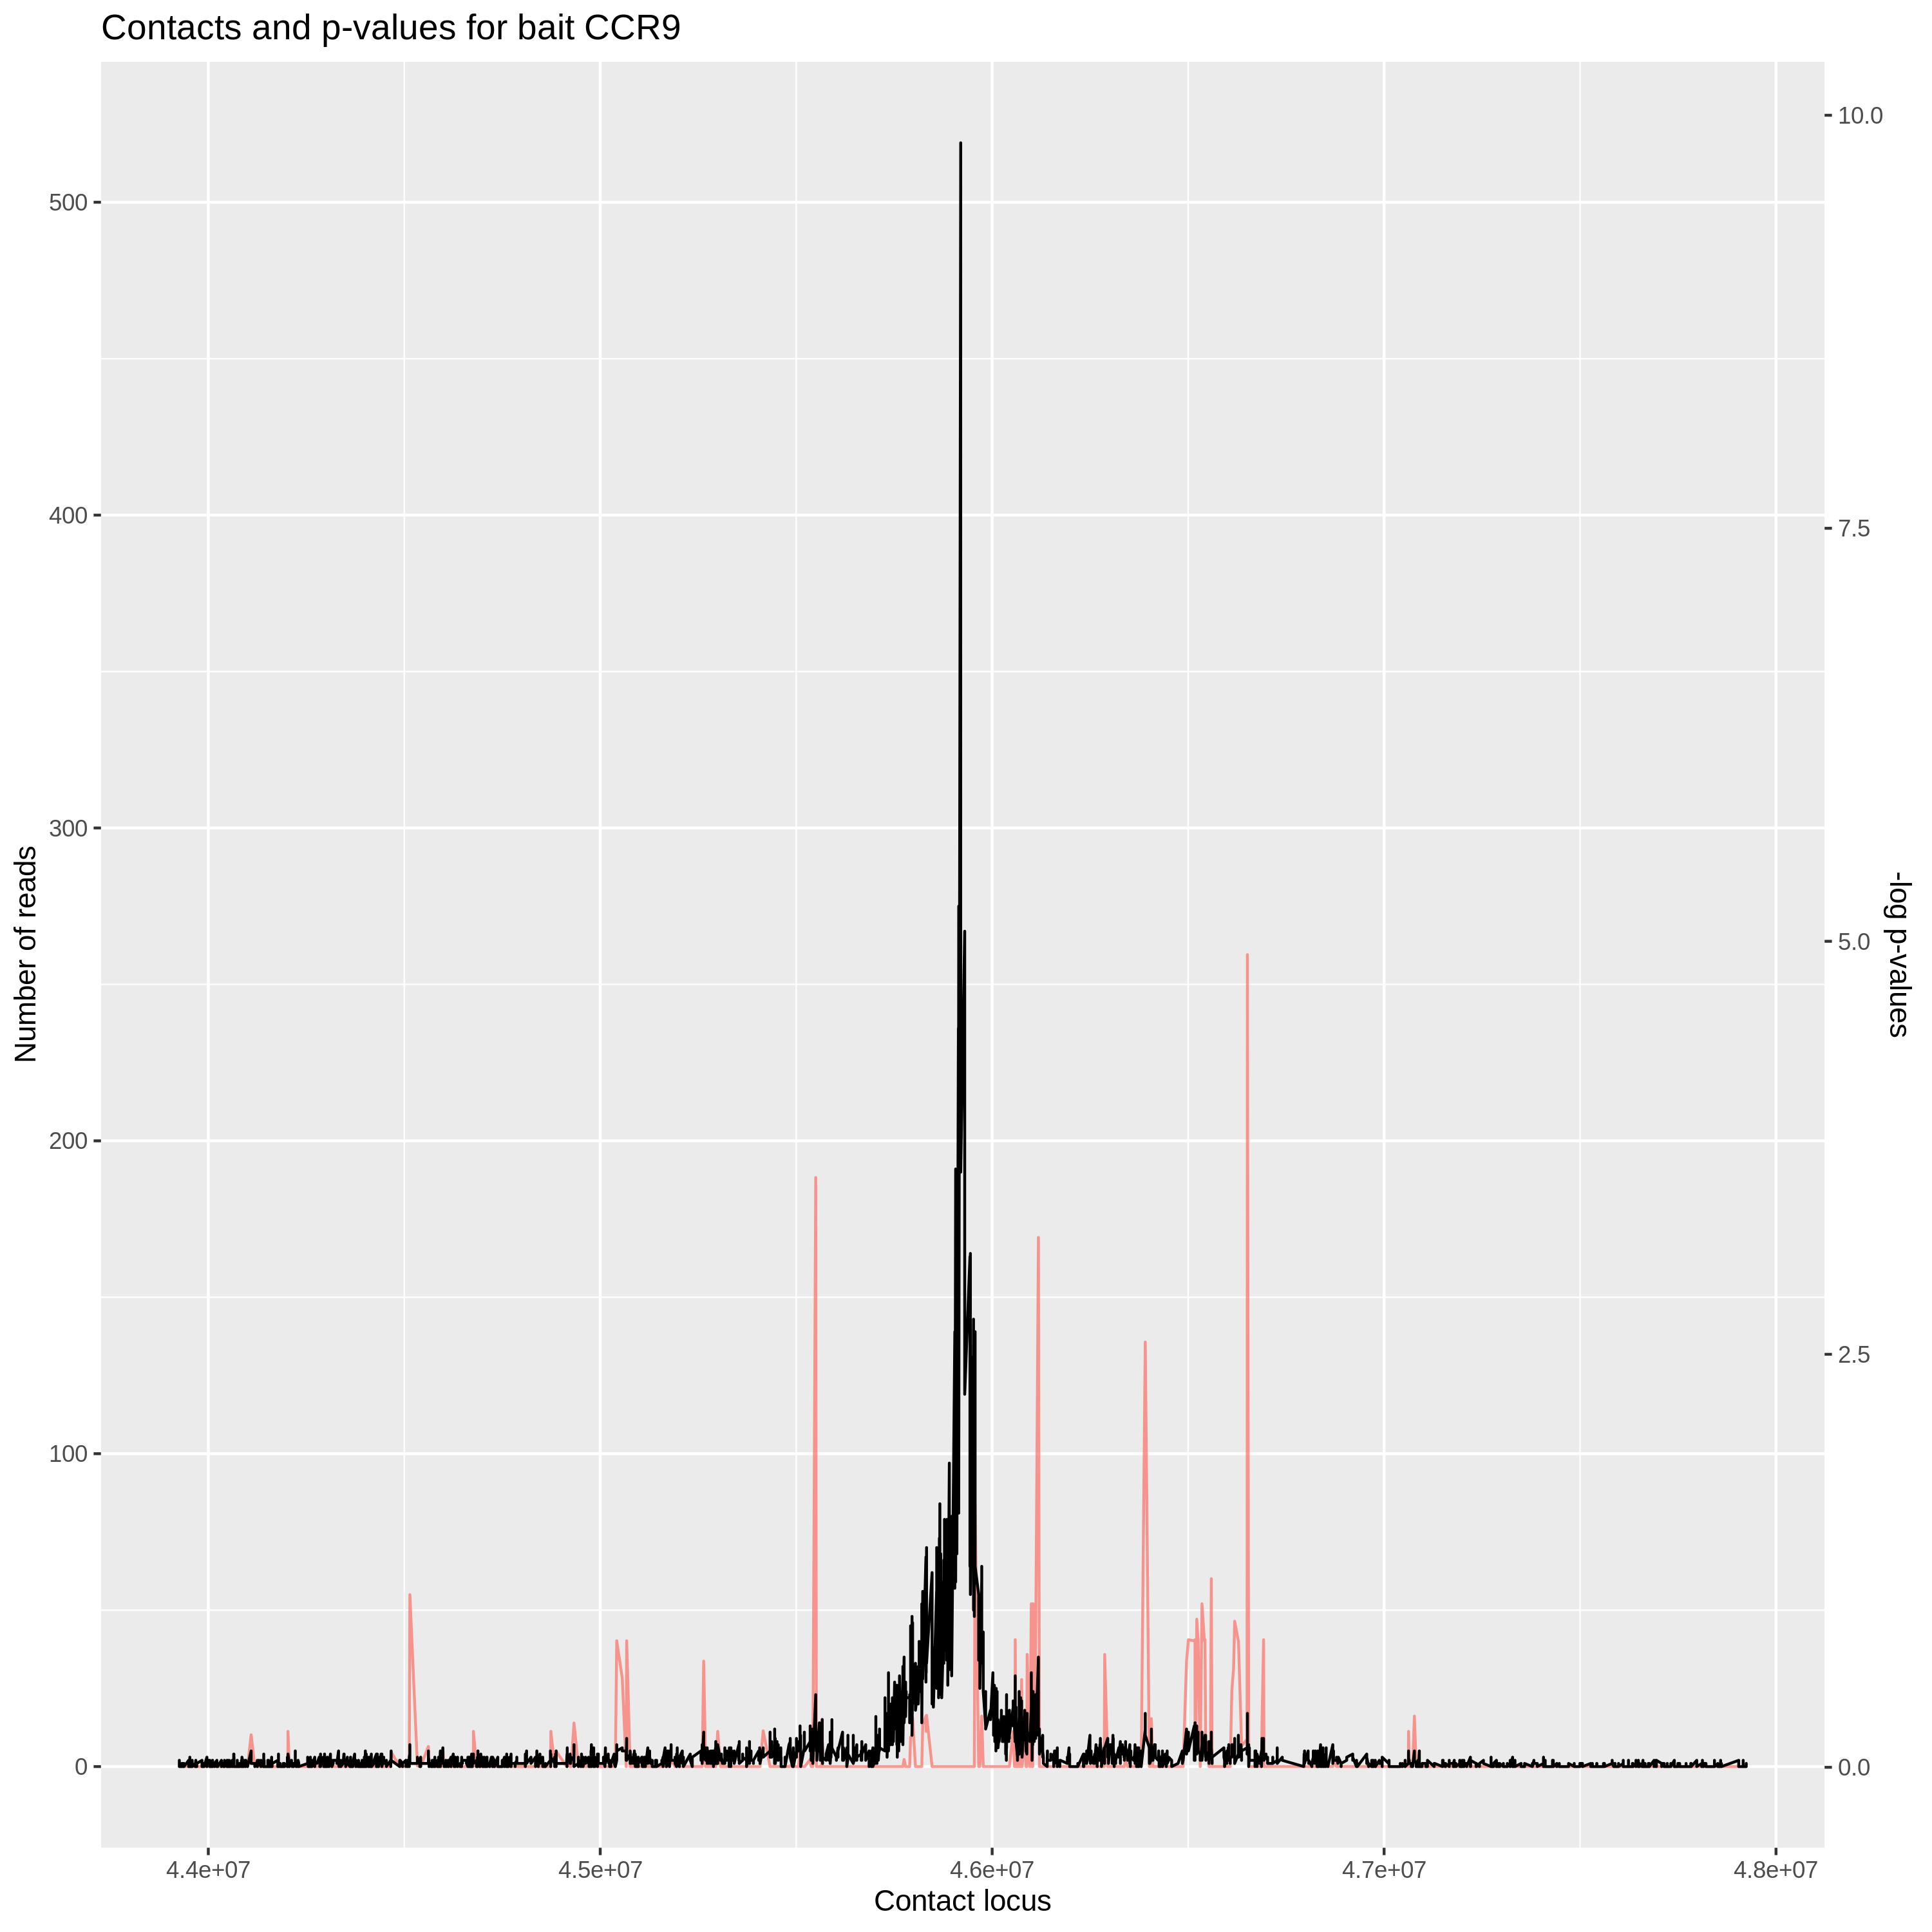 Contacts and p-values for bait CCR9
500
400
300
200
100
0
Number of reads
10.0
7.5
5.0
2.5
0.0
-log p-values
4.4e+07
4.5e+07
4.6e+07
4.7e+07
4.8e+07
Contact locus